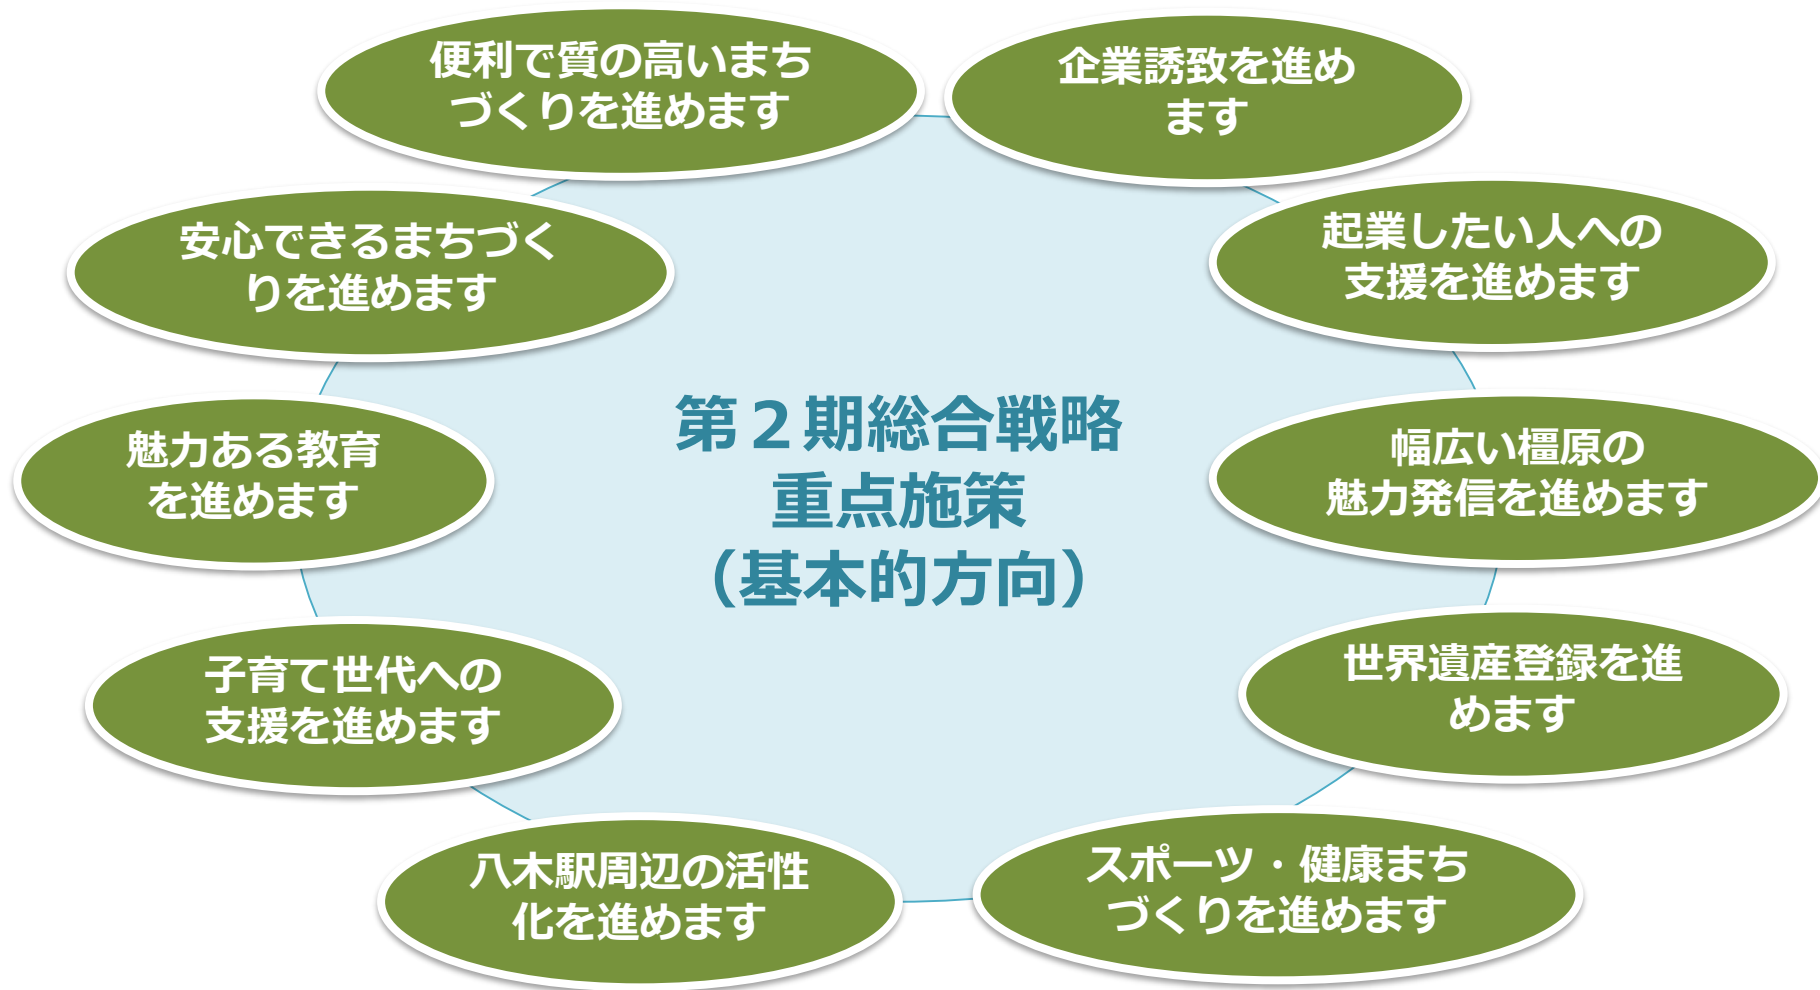 便利で質の高いまち
づくりを進めます
企業誘致を進め
ます
安心できるまちづく
りを進めます
起業したい人への
支援を進めます
第２期総合戦略
重点施策
（基本的方向）
魅力ある教育
を進めます
幅広い橿原の
魅力発信を進めます
子育て世代への
支援を進めます
世界遺産登録を進
めます
八木駅周辺の活性
化を進めます
スポーツ・健康まち
づくりを進めます